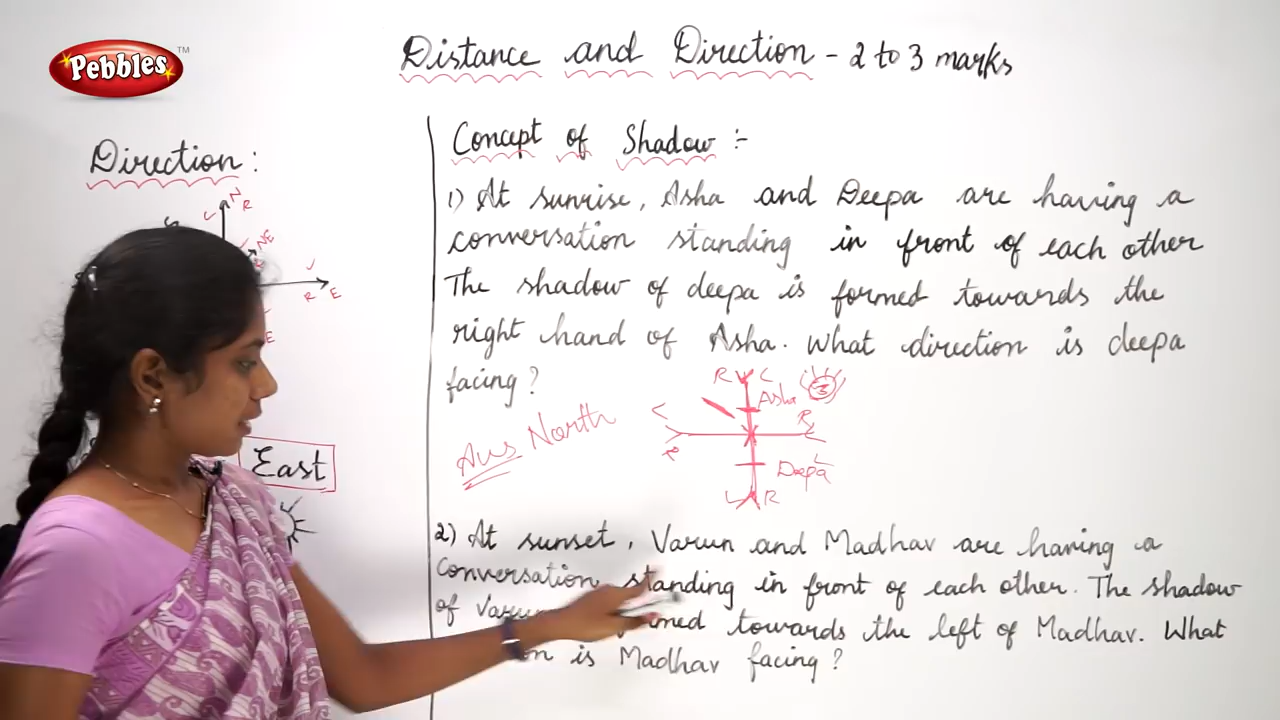 Pebbles™
Distance and Direction - 2 to 3 marks
Direction :
N
L R
NE
L
R E
E
East
Concept of Shadow :-
1) At sunrise, Asha and Deepa are having a
conversation standing in front of each other
The shadow of deepa is formed towards the
right hand of Asha. What direction is deepa
facing?
Ans North
R L
Asha
S
L R
R L
Deepa
L R
2) At sunset, Varun and Madhav are having a
conversation standing in front of each other. The shadow
of Varun formed towards the left of Madhav. What
is Madhav facing?